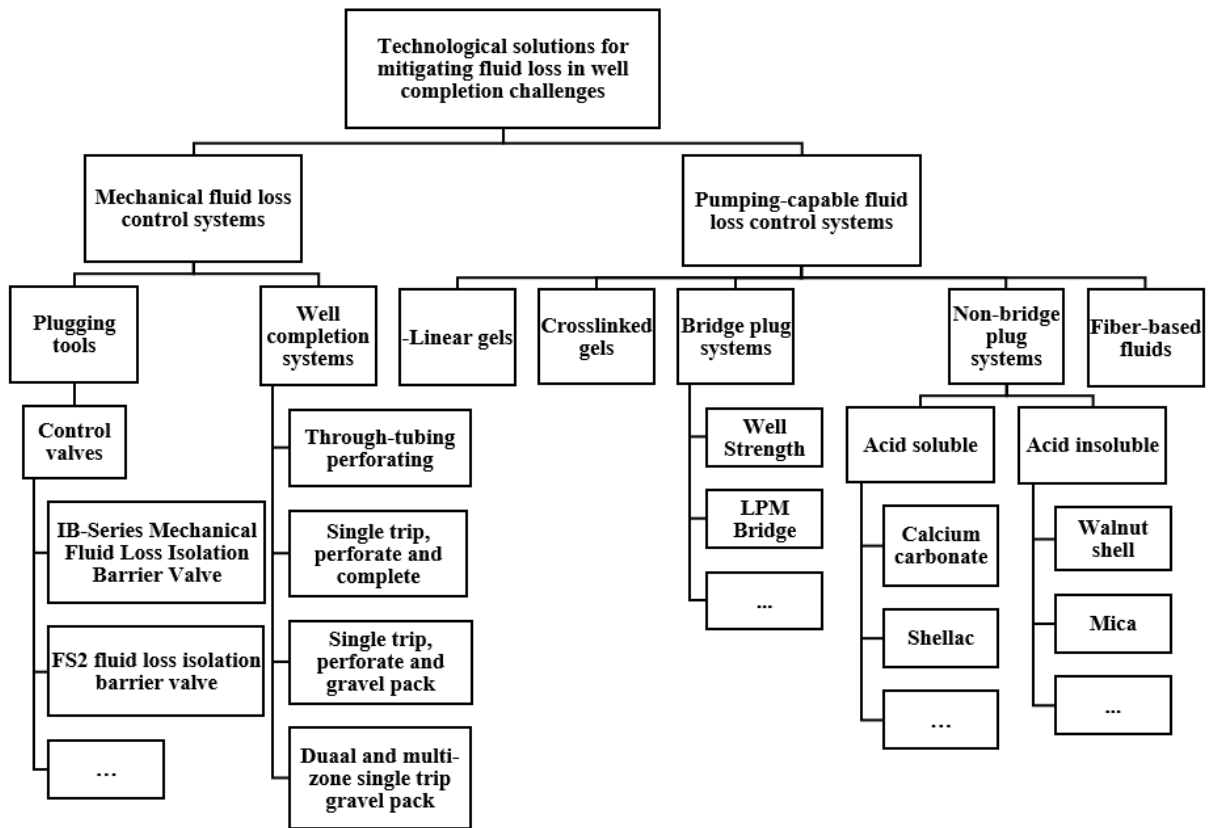 Technological solutions for
mitigating fluid loss in well
completion challenges
Mechanical fluid loss
control systems
Pumping-capable fluid
loss control systems
Plugging
tools
Well
completion
systems
-Linear gels
Crosslinked
gels
Bridge plug
systems
Non-bridge
plug
systems
Fiber-based
fluids
Control
valves
IB-Series Mechanical
Fluid Loss Isolation
Barrier Valve
FS2 fluid loss isolation
barrier valve
...
Through-tubing
perforating
Single trip,
perforate and
complete
Single trip,
perforate and
gravel pack
Duaal and multi-
zone single trip
gravel pack
Well
Strength
LPM
Bridge
...
Acid soluble
Calcium
carbonate
Shellac
...
Acid insoluble
Walnut
shell
Mica
...